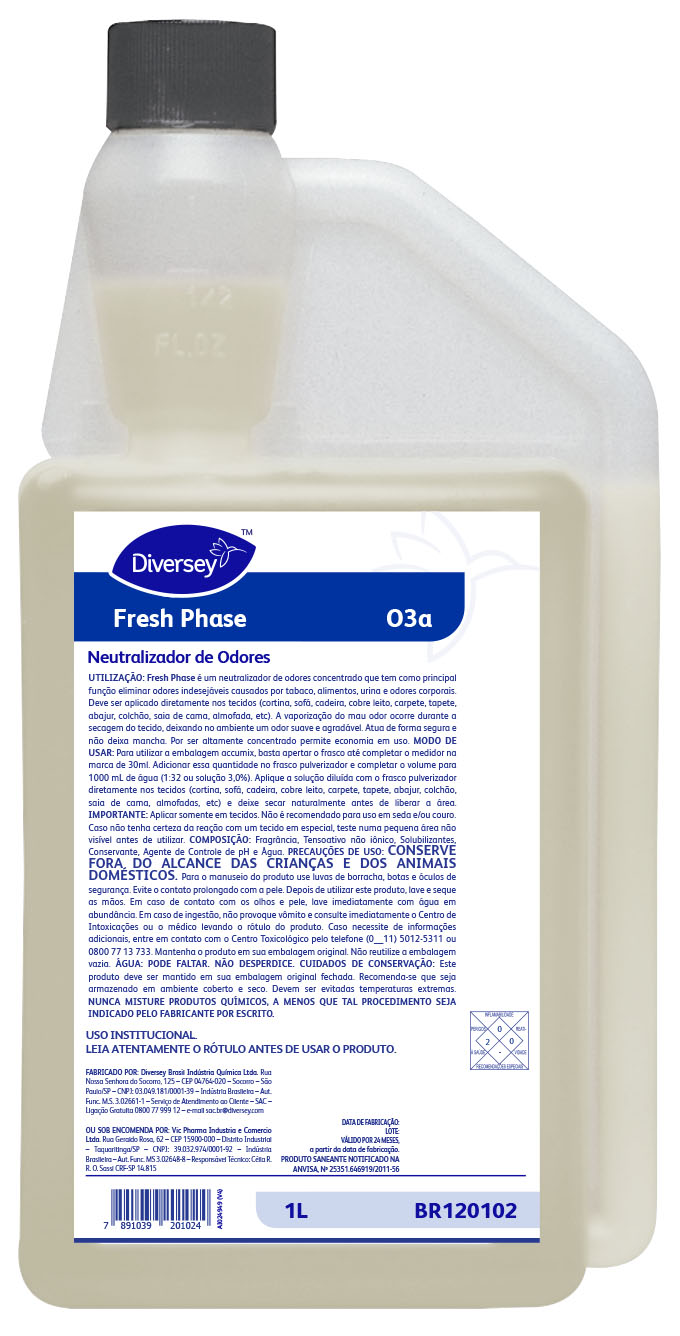 1/2
FL.OZ
Diversey™
Fresh Phase O3a
Neutralizador de Odores
UTILIZAÇÃO: Fresh Phase é um neutralizador de odores concentrado que tem como principal
função eliminar odores indesejáveis causados por tabaco, alimentos, urina e odores corporais.
Deve ser aplicado diretamente nos tecidos (cortina, sofá, cadeira, cobre leito, carpete, tapete,
abajur, colchão, saia de cama, almofada, etc). A vaporização do mau odor ocorre durante a
secagem do tecido, deixando no ambiente um odor suave e agradável. Atua de forma segura e
não deixa mancha. Por ser altamente concentrado permite economia em uso. MODO DE
USAR: Para utilizar a embalagem accumix, basta apertar o frasco até completar o medidor na
marca de 30ml. Adicionar essa quantidade no frasco pulverizador e completar o volume para
1000 mL de água (1:32 ou solução 3,0%). Aplique a solução diluída com o frasco pulverizador
diretamente nos tecidos (cortina, sofá, cadeira, cobre leito, carpete, tapete, abajur, colchão,
saia de cama, almofadas, etc) e deixe secar naturalmente antes de liberar a área.
IMPORTANTE: Aplicar somente em tecidos. Não é recomendado para uso em seda e/ou couro.
Caso não tenha certeza da reação com um tecido em especial, teste numa pequena área não
visível antes de utilizar. COMPOSIÇÃO: Fragrância, Tensoativo não iônico, Solubilizantes,
Conservante, Agente de Controle de pH e Água. PRECAUÇÕES DE USO: CONSERVE
FORA DO ALCANCE DAS CRIANÇAS E DOS ANIMAIS
DOMÉSTICOS. Para o manuseio do produto use luvas de borracha, botas e óculos de
segurança. Evite o contato prolongado com a pele. Depois de utilizar este produto, lave e seque
as mãos. Em caso de contato com os olhos e pele, lave imediatamente com água em
abundância. Em caso de ingestão, não provoque vômito e consulte imediatamente o Centro de
Intoxicações ou o médico levando o rótulo do produto. Caso necessite de informações
adicionais, entre em contato com o Centro Toxicológico pelo telefone (0__11) 5012-5311 ou
0800 77 13 733. Mantenha o produto em sua embalagem original. Não reutilize a embalagem
vazia. ÁGUA: PODE FALTAR. NÃO DESPERDICE. CUIDADOS DE CONSERVAÇÃO: Este
produto deve ser mantido em sua embalagem original fechada. Recomenda-se que seja
armazenado em ambiente coberto e seco. Devem ser evitadas temperaturas extremas.
NUNCA MISTURE PRODUTOS QUÍMICOS, A MENOS QUE TAL PROCEDIMENTO SEJA
INDICADO PELO FABRICANTE POR ESCRITO.
INFLAMABILIDADE
PERIGOS 0 REATI-
2 0
À SAÚDE - VIDADE
RECOMENDAÇÕES ESPECIAIS
USO INSTITUCIONAL.
LEIA ATENTAMENTE O RÓTULO ANTES DE USAR O PRODUTO.
FABRICADO POR: Diversey Brasil Indústria Química Ltda. Rua
Nossa Senhora do Socorro, 125 – CEP 04764-020 – Socorro – São
Paulo/SP – CNPJ: 03.049.181/0001-39 – Indústria Brasileira – Aut.
Func. M.S. 3.02661-1 – Serviço de Atendimento ao Cliente – SAC –
Ligação Gratuita 0800 77 999 12 – e-mail sac.br@diversey.com
OU SOB ENCOMENDA POR: Vic Pharma Industria e Comercio
Ltda. Rua Geraldo Rosa, 62 – CEP 15900-000 – Distrito Industrial
– Taquaritinga/SP – CNPJ: 39.032.974/0001-92 – Indústria
Brasileira – Aut. Func. MS 3.02648-8 – Responsável Técnico: Célia R.
R. O. Sassi CRF-SP 14.815
DATA DE FABRICAÇÃO:
LOTE:
VÁLIDO POR 24 MESES,
a partir da data de fabricação.
PRODUTO SANEANTE NOTIFICADO NA
ANVISA, Nº 25351.646919/2011-56
7 891039 201024
AI024949 (V4)
1L BR120102